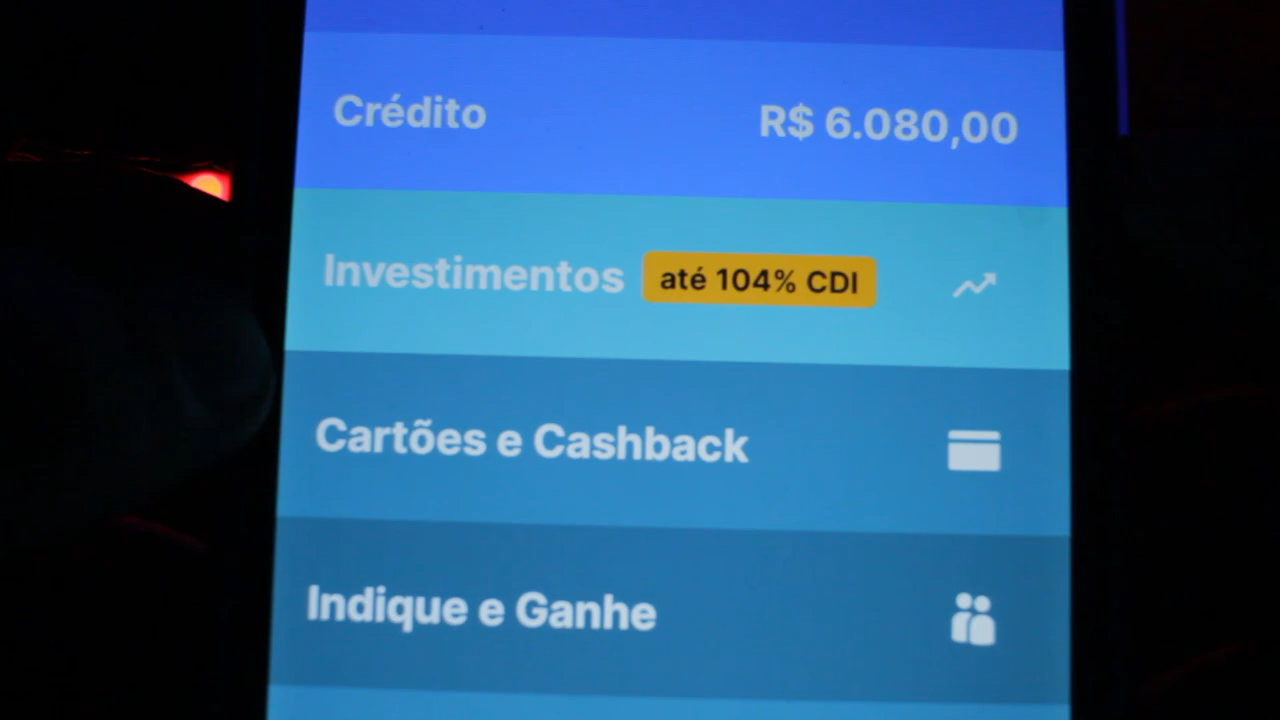 Crédito R$ 6.080,00
Investimentos até 104% CDI
Cartões e Cashback
Indique e Ganhe